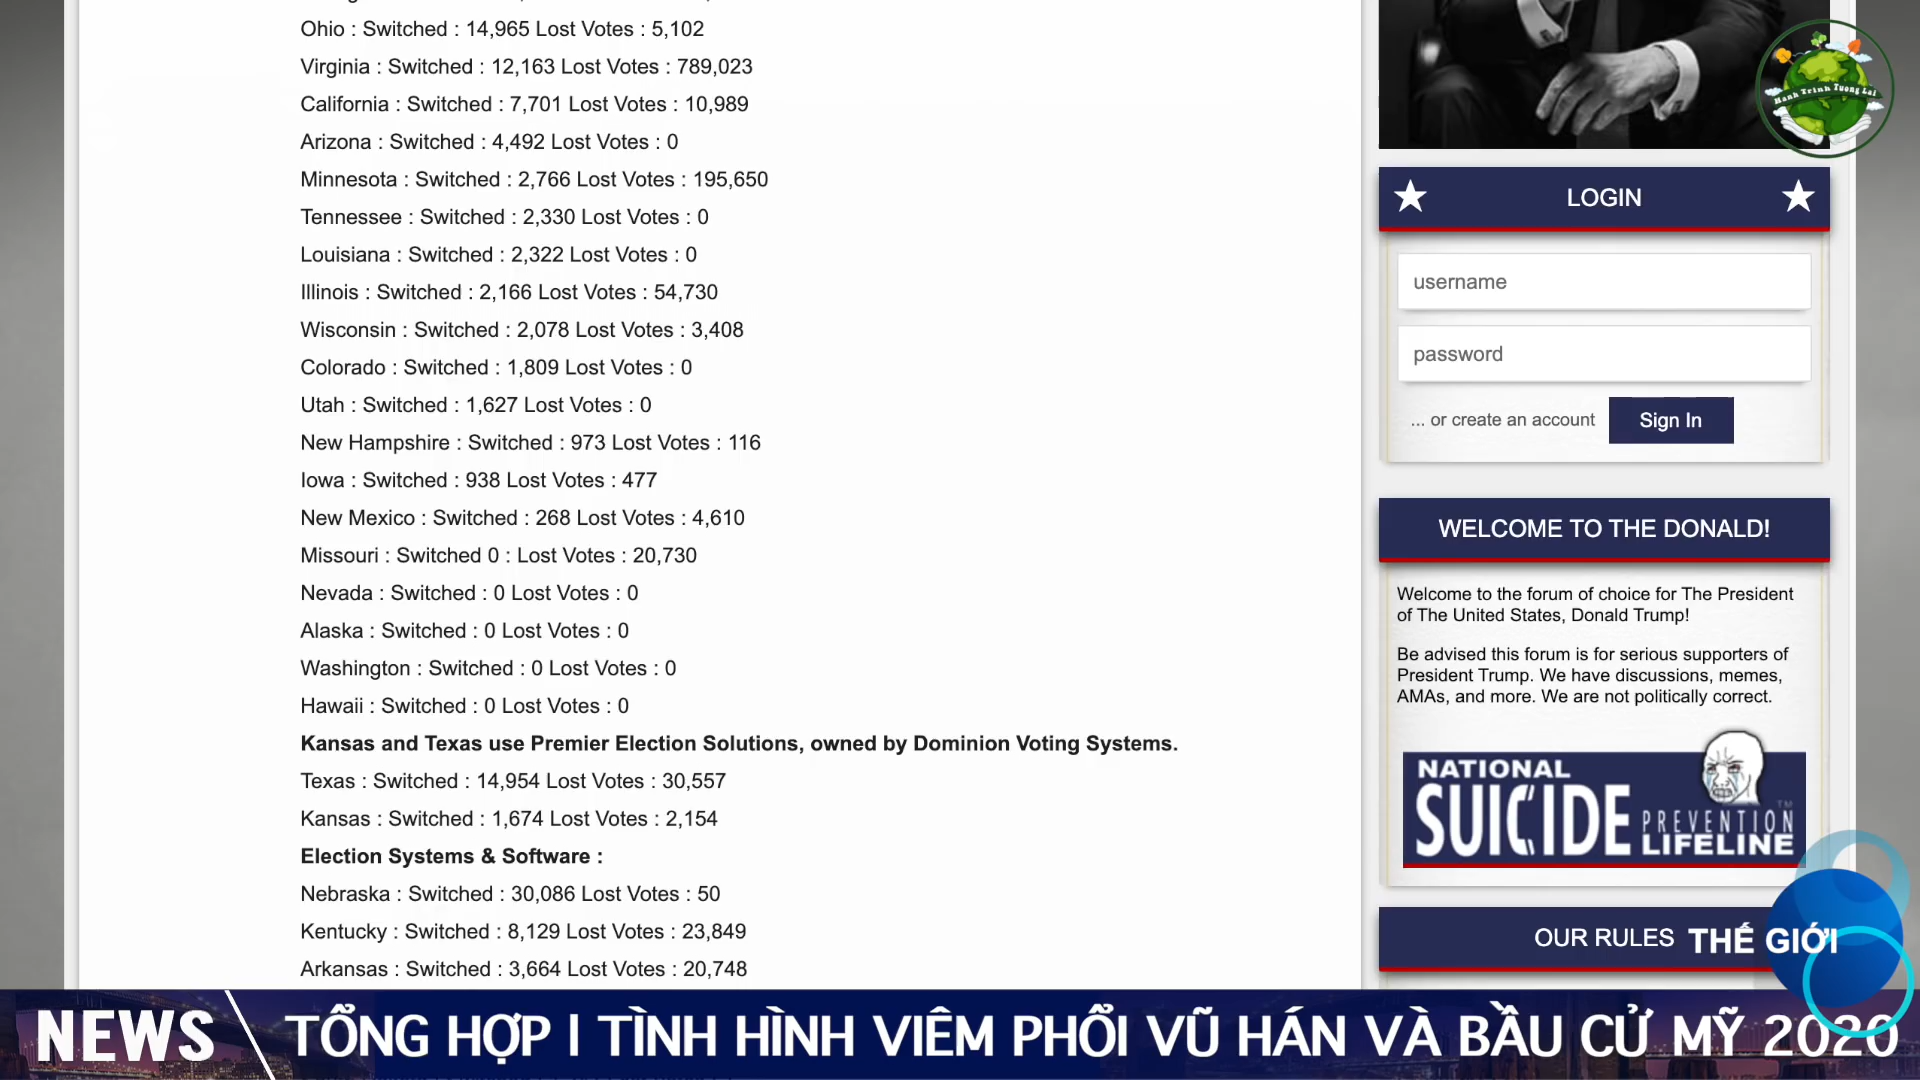 Ohio : Switched : 14,965 Lost Votes : 5,102
Virginia : Switched : 12,163 Lost Votes : 789,023
California : Switched : 7,701 Lost Votes : 10,989
Arizona : Switched : 4,492 Lost Votes : 0
Minnesota : Switched : 2,766 Lost Votes : 195,650
Tennessee : Switched : 2,330 Lost Votes : 0
Louisiana : Switched : 2,322 Lost Votes : 0
Illinois : Switched : 2,166 Lost Votes : 54,730
Wisconsin : Switched : 2,078 Lost Votes : 3,408
Colorado : Switched : 1,809 Lost Votes : 0
Utah : Switched : 1,627 Lost Votes : 0
New Hampshire : Switched : 973 Lost Votes : 116
Iowa : Switched : 938 Lost Votes : 477
New Mexico : Switched : 268 Lost Votes : 4,610
Missouri : Switched 0 : Lost Votes : 20,730
Nevada : Switched : 0 Lost Votes : 0
Alaska : Switched : 0 Lost Votes : 0
Washington : Switched : 0 Lost Votes : 0
Hawaii : Switched : 0 Lost Votes : 0
Kansas and Texas use Premier Election Solutions, owned by Dominion Voting Systems.
Texas : Switched : 14,954 Lost Votes : 30,557
Kansas : Switched : 1,674 Lost Votes : 2,154
Election Systems & Software :
Nebraska : Switched : 30,086 Lost Votes : 50
Kentucky : Switched : 8,129 Lost Votes : 23,849
Arkansas : Switched : 3,664 Lost Votes : 20,748
Hanh Trinh Tuong Lai
LOGIN
username
password
... or create an account
Sign In
WELCOME TO THE DONALD!
Welcome to the forum of choice for The President
of The United States, Donald Trump!
Be advised this forum is for serious supporters of
President Trump. We have discussions, memes,
AMAs, and more. We are not politically correct.
NATIONAL
SUICIDE
PREVENTION
LIFELINE
TM
OUR RULES
THẾ GIỚI
NEWS
TỔNG HỢP | TÌNH HÌNH VIÊM PHỔI VŨ HÁN VÀ BẦU CỬ MỸ 2020